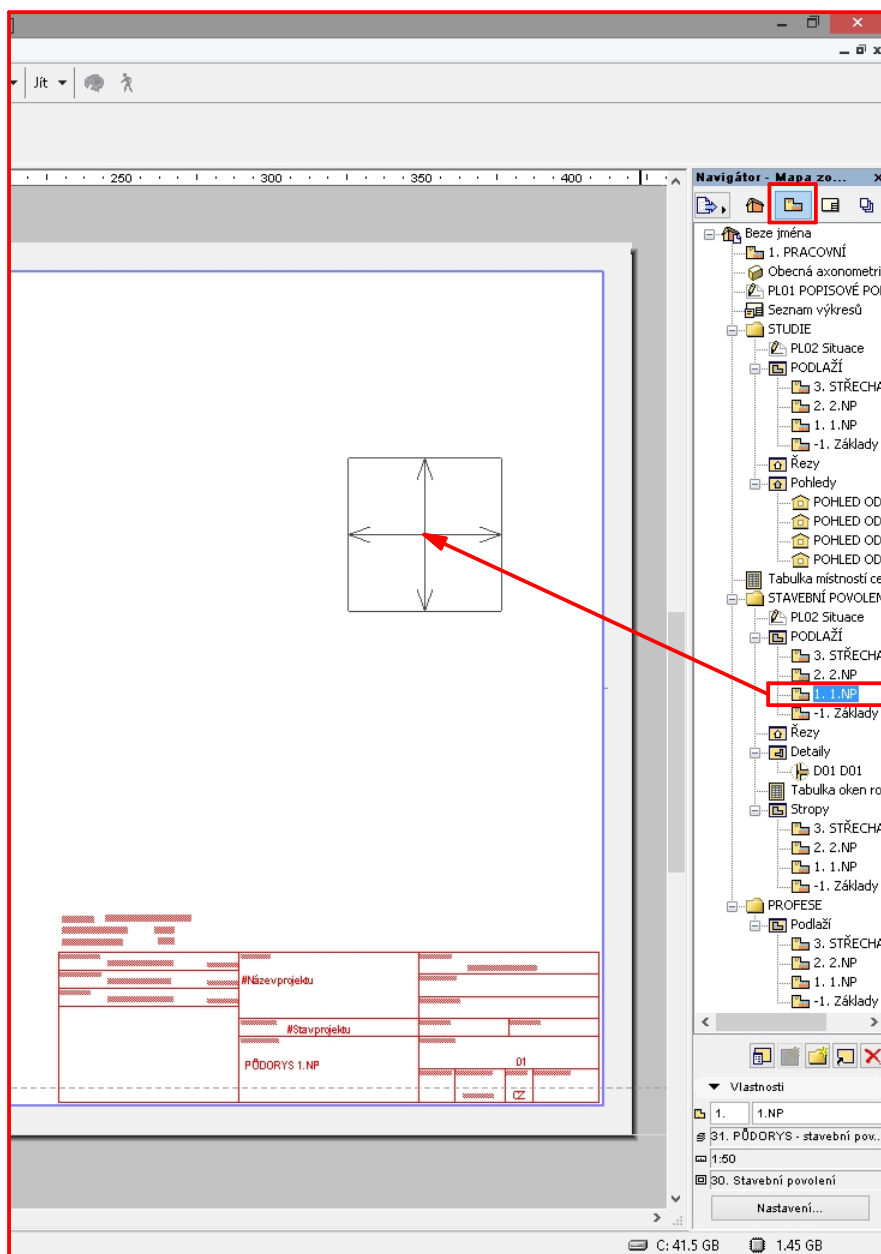 ]
Jít
250
300
350
400
Navigátor - Mapa zo...
Beze jména
1. PRACOVNÍ
Obecná axonometri
PL01 POPISOVÉ POI
Seznam výkresů
STUDIE
PL02 Situace
PODLAŽÍ
3. STŘECHA
2. 2.NP
1. 1.NP
-1. Základy
Řezy
Pohledy
POHLED OD
POHLED OD
POHLED OD
POHLED OD
Tabulka místností ce
STAVEBNÍ POVOLEN
PL02 Situace
PODLAŽÍ
3. STŘECHA
2. 2.NP
1. 1.NP
-1. Základy
Řezy
Detaily
D01 D01
Tabulka oken ro
Stropy
3. STŘECHA
2. 2.NP
1. 1.NP
-1. Základy
PROFESE
Podlaží
3. STŘECHA
2. 2.NP
1. 1.NP
-1. Základy
#Názevprojektu
#Stavprojektu
PŮDORYS 1.NP
01
CZ
Vlastnosti
1. 1.NP
31. PŮDORYS - stavební pov...
1:50
30. Stavební povolení
Nastavení...
C: 41.5 GB 1.45 GB